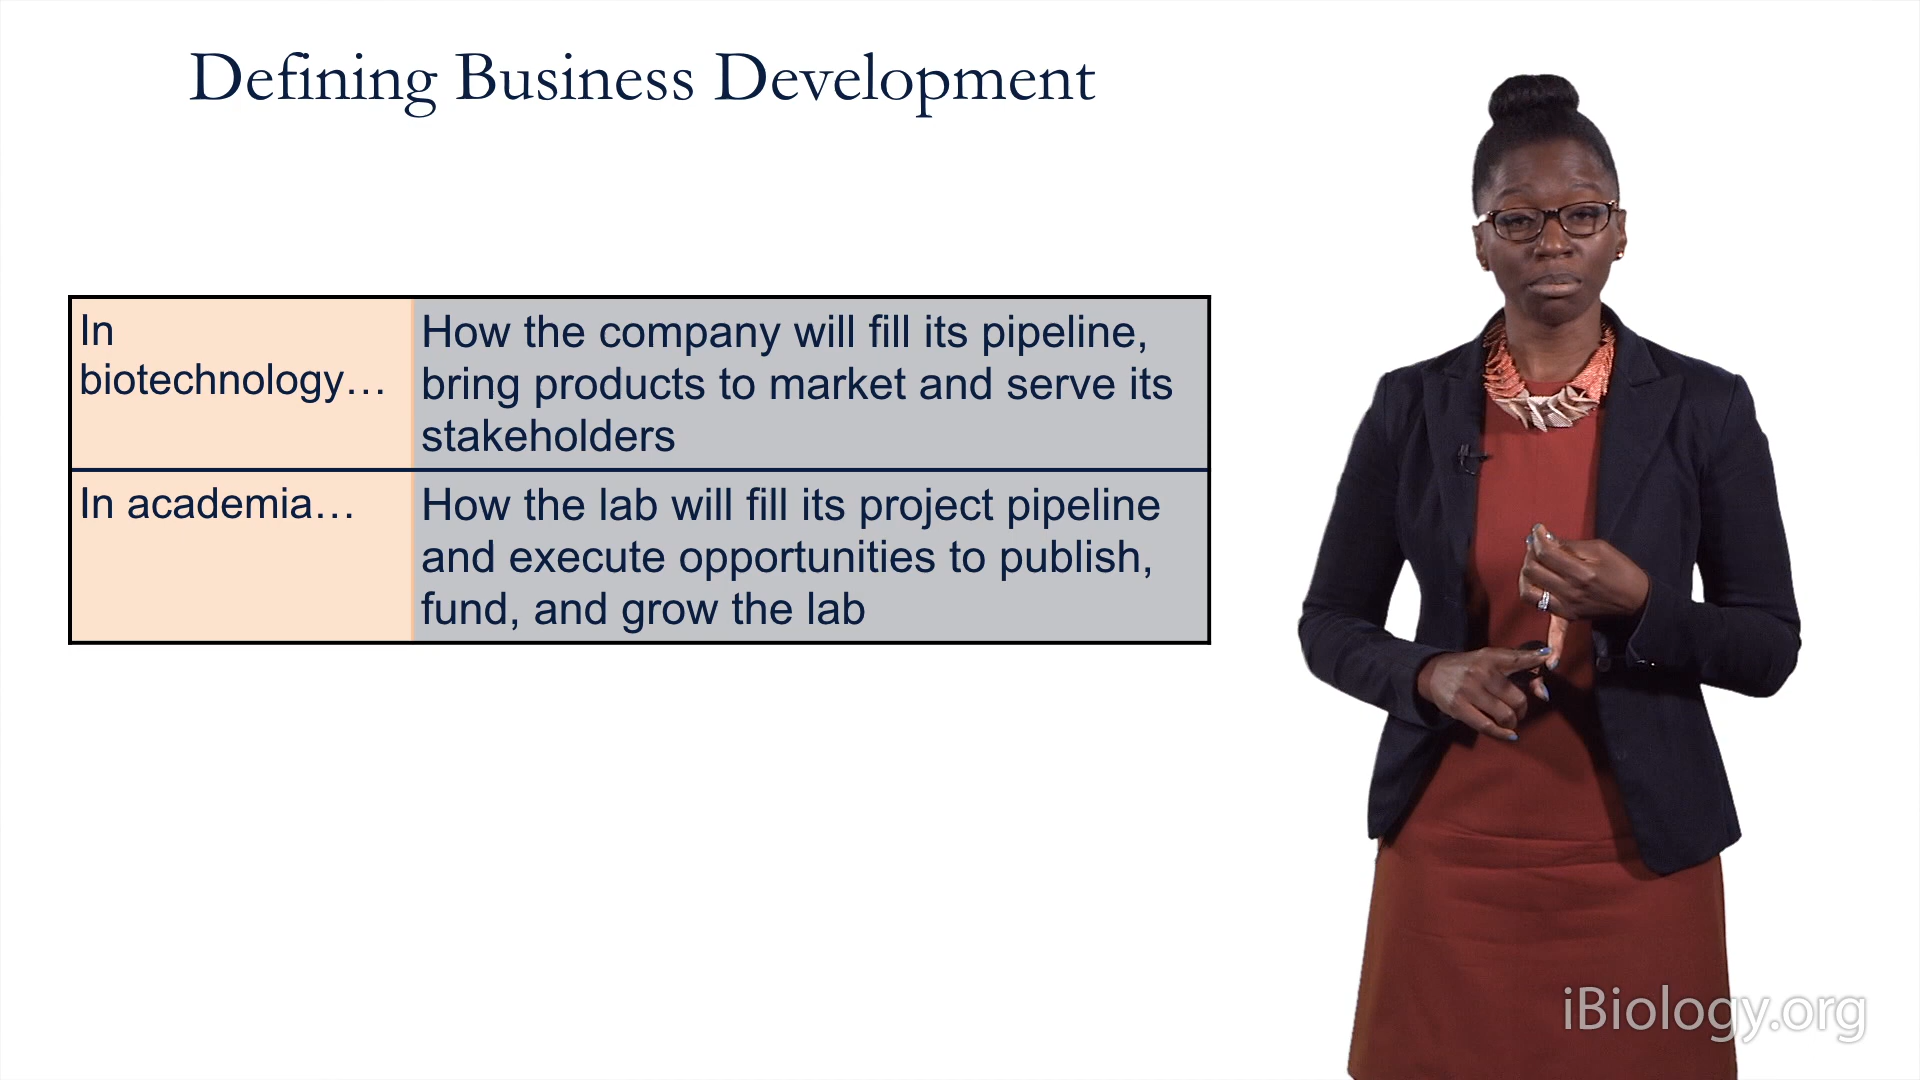 Defining Business Development
In
biotechnology…
How the company will fill its pipeline,
bring products to market and serve its
stakeholders
In academia…
How the lab will fill its project pipeline
and execute opportunities to publish,
fund, and grow the lab
iBiology.org